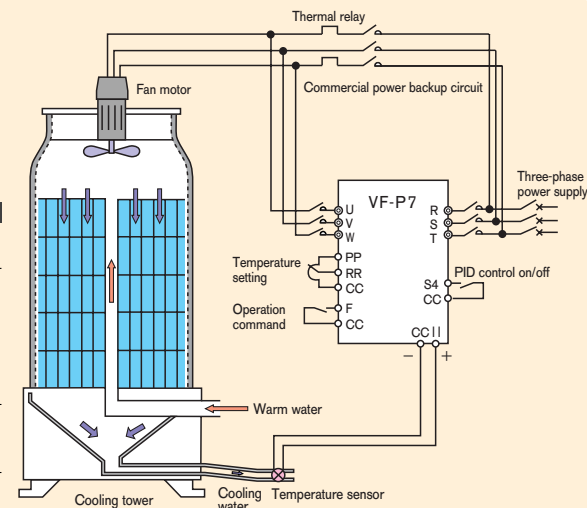 Thermal relay
Fan motor
Commercial power backup circuit
Three-phase
power supply
VF-P7
U
V
W
R
S
T
PP
RR
CC
Temperature
setting
S4
CC
PID control on/off
F
CC
Operation
command
CC II
− +
Warm water
Cooling tower
Cooling
water
Temperature sensor